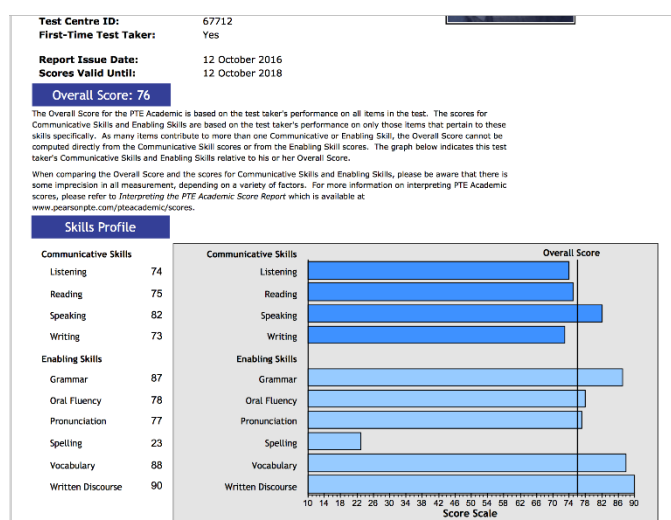 Test Centre ID: 67712
First-Time Test Taker: Yes
Report Issue Date: 12 October 2016
Scores Valid Until: 12 October 2018
Overall Score: 76
The Overall Score for the PTE Academic is based on the test taker's performance on all items in the test. The scores for
Communicative Skills and Enabling Skills are based on the test taker's performance on only those items that pertain to these
skills specifically. As many items contribute to more than one Communicative or Enabling Skill, the Overall Score cannot be
computed directly from the Communicative Skill scores or from the Enabling Skill scores. The graph below indicates this test
taker's Communicative Skills and Enabling Skills relative to his or her Overall Score.
When comparing the Overall Score and the scores for Communicative Skills and Enabling Skills, please be aware that there is
some imprecision in all measurement, depending on a variety of factors. For more information on interpreting PTE Academic
scores, please refer to Interpreting the PTE Academic Score Report which is available at
www.pearsonpte.com/pteacademic/scores.
Skills Profile
Communicative Skills
Listening 74
Reading 75
Speaking 82
Writing 73
Enabling Skills
Grammar 87
Oral Fluency 78
Pronunciation 77
Spelling 23
Vocabulary 88
Written Discourse 90
Communicative Skills Overall Score
Listening
Reading
Speaking
Writing
Enabling Skills
Grammar
Oral Fluency
Pronunciation
Spelling
Vocabulary
Written Discourse
10 14 18 22 26 30 34 38 42 46 50 54 58 62 66 70 74 78 82 86 90
Score Scale